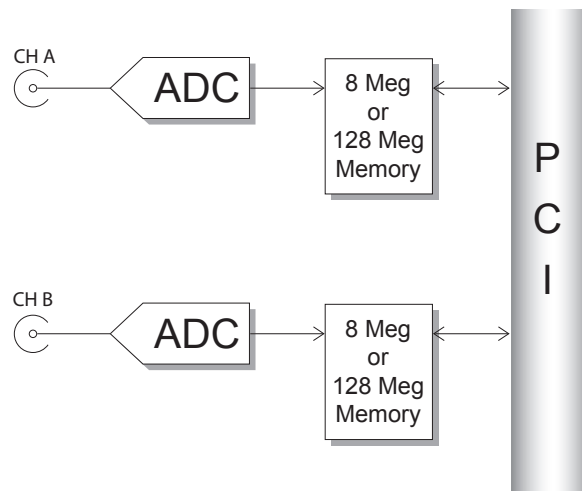 CH A
ADC
8 Meg
or
128 Meg
Memory
P
C
I
CH B
ADC
8 Meg
or
128 Meg
Memory